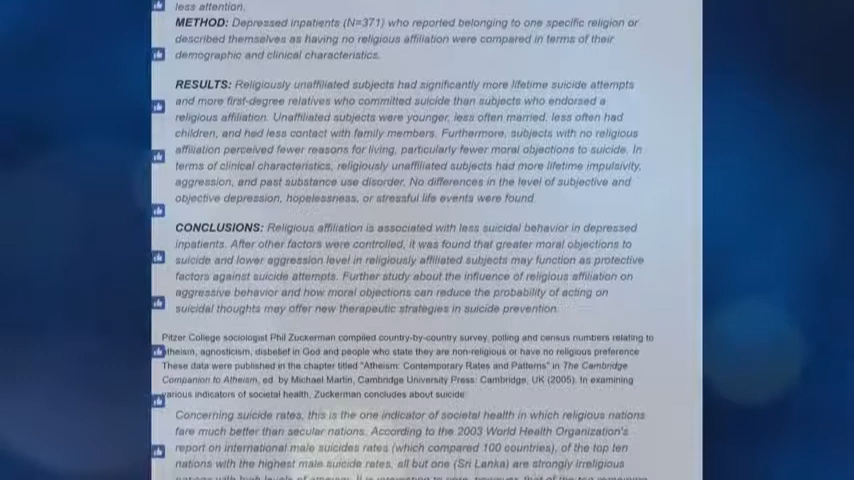 less attention.
METHOD: Depressed inpatients (N=371) who reported belonging to one specific religion or
described themselves as having no religious affiliation were compared in terms of their
demographic and clinical characteristics.
RESULTS: Religiously unaffiliated subjects had significantly more lifetime suicide attempts
and more first-degree relatives who committed suicide than subjects who endorsed a
religious affiliation. Unaffiliated subjects were younger, less often married, less often had
children, and had less contact with family members. Furthermore, subjects with no religious
affiliation perceived fewer reasons for living, particularly fewer moral objections to suicide. In
terms of clinical characteristics, religiously unaffiliated subjects had more lifetime impulsivity,
aggression, and past substance use disorder. No differences in the level of subjective and
objective depression, hopelessness, or stressful life events were found.
CONCLUSIONS: Religious affiliation is associated with less suicidal behavior in depressed
inpatients. After other factors were controlled, it was found that greater moral objections to
suicide and lower aggression level in religiously affiliated subjects may function as protective
factors against suicide attempts. Further study about the influence of religious affiliation on
aggressive behavior and how moral objections can reduce the probability of acting on
suicidal thoughts may offer new therapeutic strategies in suicide prevention.
Pitzer College sociologist Phil Zuckerman compiled country-by-country survey, polling and census numbers relating to
theism, agnosticism, disbelief in God and people who state they are non-religious or have no religious preference
These data were published in the chapter titled "Atheism: Contemporary Rates and Patterns" in The Cambridge
Companion to Atheism, ed. by Michael Martin, Cambridge University Press: Cambridge, UK (2005). In examining
various indicators of societal health, Zuckerman concludes about suicide
Concerning suicide rates, this is the one indicator of societal health in which religious nations
fare much better than secular nations. According to the 2003 World Health Organization's
report on international male suicides rates (which compared 100 countries), of the top ten
nations with the highest male suicide rates, all but one (Sri Lanka) are strongly irreligious